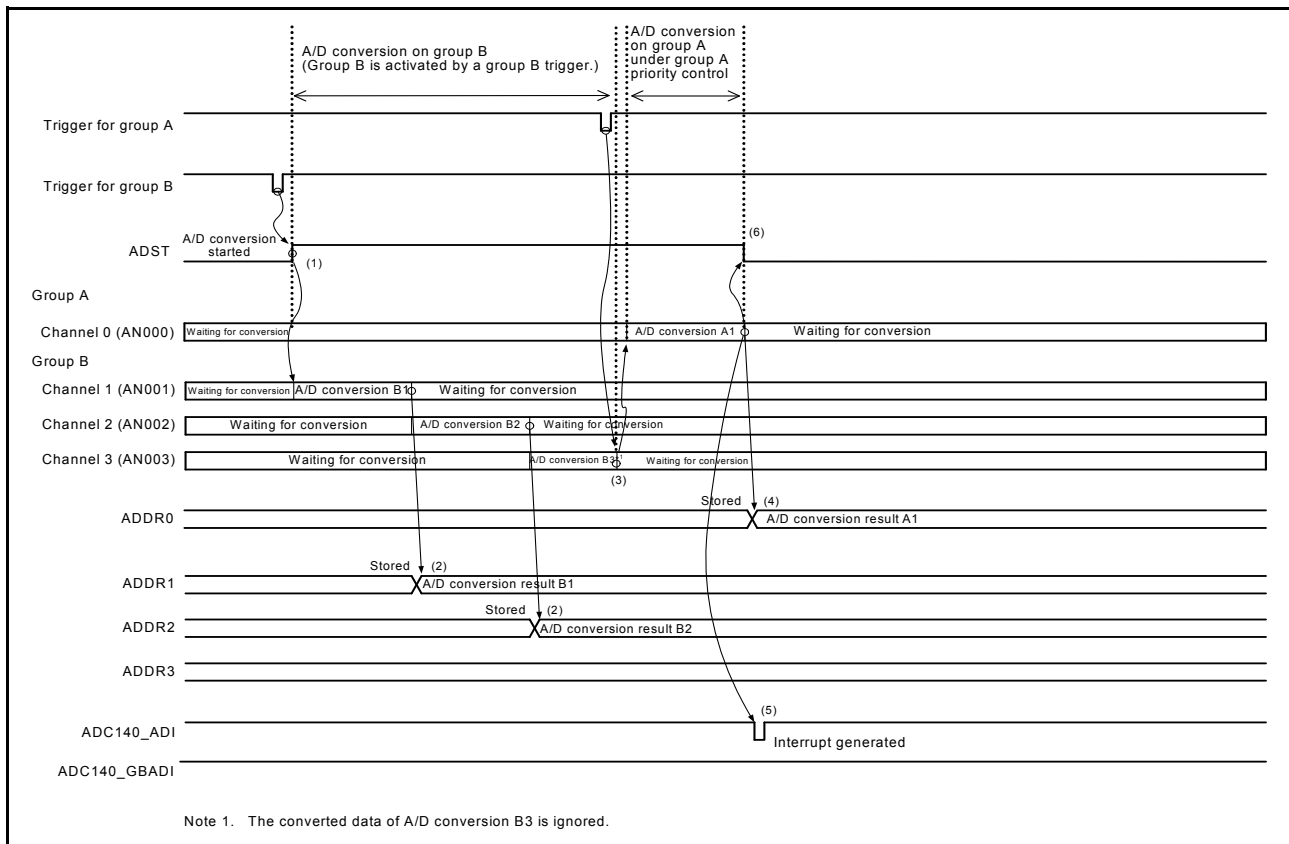 A/D conversion on group B
(Group B is activated by a group B trigger.)
A/D conversion
on group A
under group A
priority control
Trigger for group A
Trigger for group B
A/D conversion
started
ADST
(1)
(6)
Group A
Channel 0 (AN000)
Waiting for conversion
A/D conversion A1
Waiting for conversion
Group B
Channel 1 (AN001)
Waiting for conversion
A/D conversion B1
Waiting for conversion
Channel 2 (AN002)
Waiting for conversion
A/D conversion B2
Waiting for conversion
Channel 3 (AN003)
Waiting for conversion
A/D conversion B3*1
Waiting for conversion
(3)
Stored
(4)
ADDR0
A/D conversion result A1
Stored
(2)
ADDR1
A/D conversion result B1
Stored
(2)
ADDR2
A/D conversion result B2
ADDR3
(5)
ADC140_ADI
Interrupt generated
ADC140_GBADI
Note 1. The converted data of A/D conversion B3 is ignored.